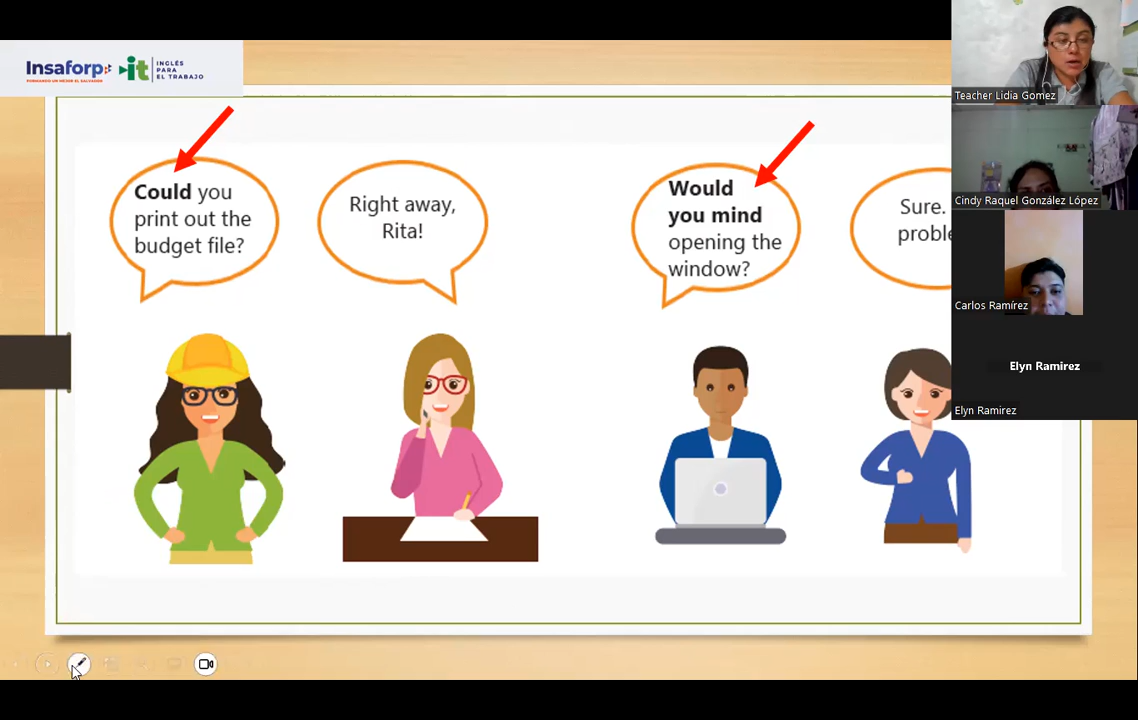 Insaforp
FORMANDO UN MEJOR EL SALVADOR
it
INGLÉS
PARA
EL TRABAJO
Could you
print out the
budget file?
Right away,
Rita!
Would
you mind
opening the
window?
Sure.
proble
Teacher Lidia Gomez
Cindy Raquel González López
Carlos Ramírez
Elyn Ramirez
Elyn Ramirez